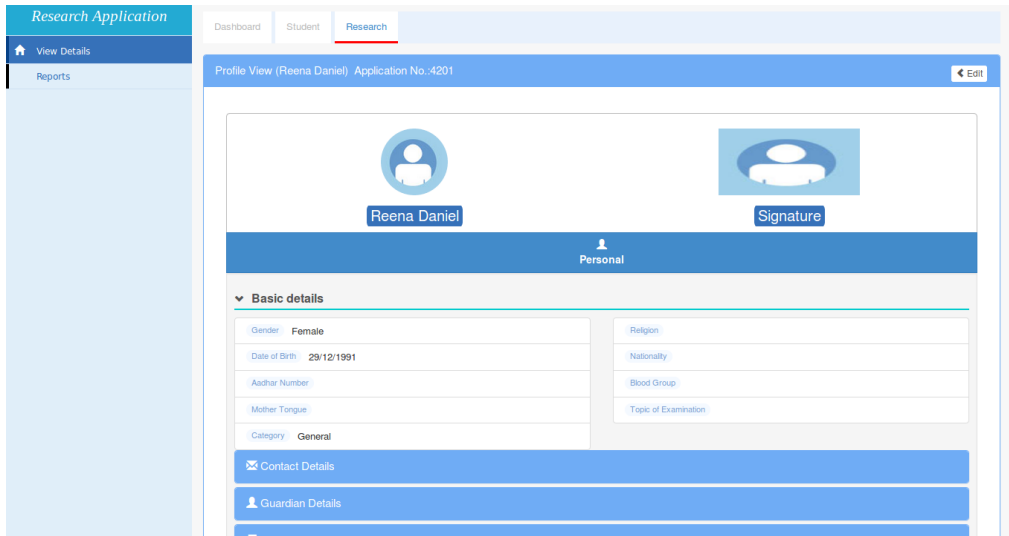 Research Application
View Details
Reports
Dashboard Student Research
Profile View (Reena Daniel) Application No.:4201
Edit
Reena Daniel
Signature
Personal
Basic details
Gender Female
Date of Birth 29/12/1991
Aadhar Number
Mother Tongue
Category General
Religion
Nationality
Blood Group
Topic of Examination
Contact Details
Guardian Details